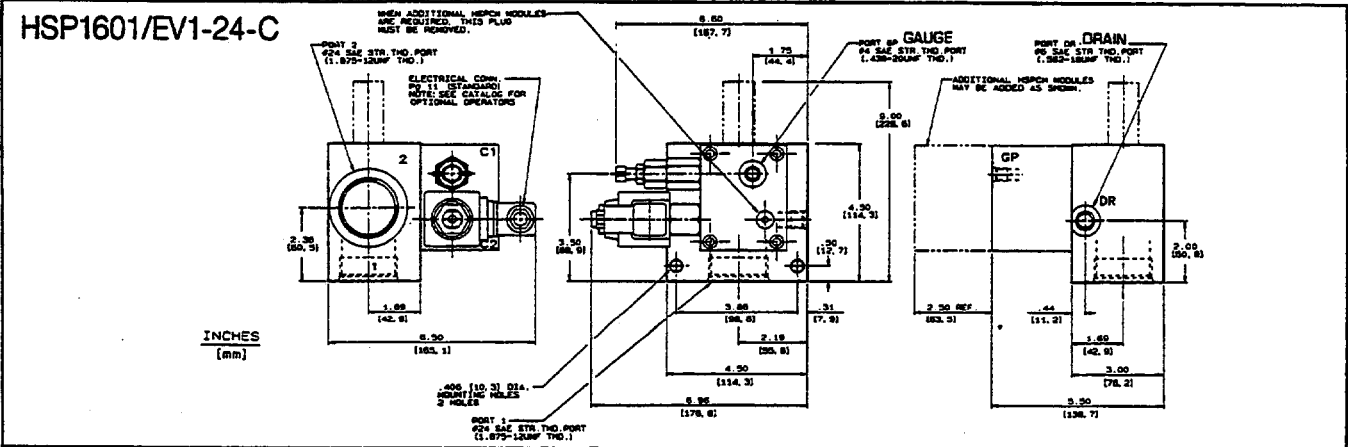 HSP1601/EV1-24-C
WHEN ADDITIONAL HSPCH MODULES
ARE REQUIRED, THIS PLUG
MUST BE REMOVED.
PORT 2
#24 SAE STR.THD.PORT
(1.875-12UNF THD.)
ELECTRICAL CONN.
PG 11 (STANDARD)
NOTE: SEE CATALOG FOR
OPTIONAL OPERATORS
2
C1
C2
1
2.38
[60,5]
1.69
[42,9]
6.50
[165,1]
INCHES
[mm]
6.60
[167,7]
1.75
[44,4]
PORT GP GAUGE
#4 SAE STR.THD.PORT
(.438-20UNF THD.)
9.00
[228,6]
4.50
[114,3]
3.50
[88,9]
.50
[12,7]
3.88
[98,6]
.31
[7,9]
2.19
[55,6]
4.50
[114,3]
6.96
[176,8]
.406 [10,3] DIA.
MOUNTING HOLES
2 HOLES
PORT 1
#24 SAE STR.THD.PORT
(1.875-12UNF THD.)
PORT DR DRAIN
#6 SAE STR THD.PORT
(.562-18UNF THD.)
ADDITIONAL HSPCH MODULES
MAY BE ADDED AS SHOWN.
GP
DR
2.00
[50,8]
2.50 REF.
[63,5]
.44
[11,2]
1.69
[42,9]
3.00
[76,2]
5.50
[139,7]